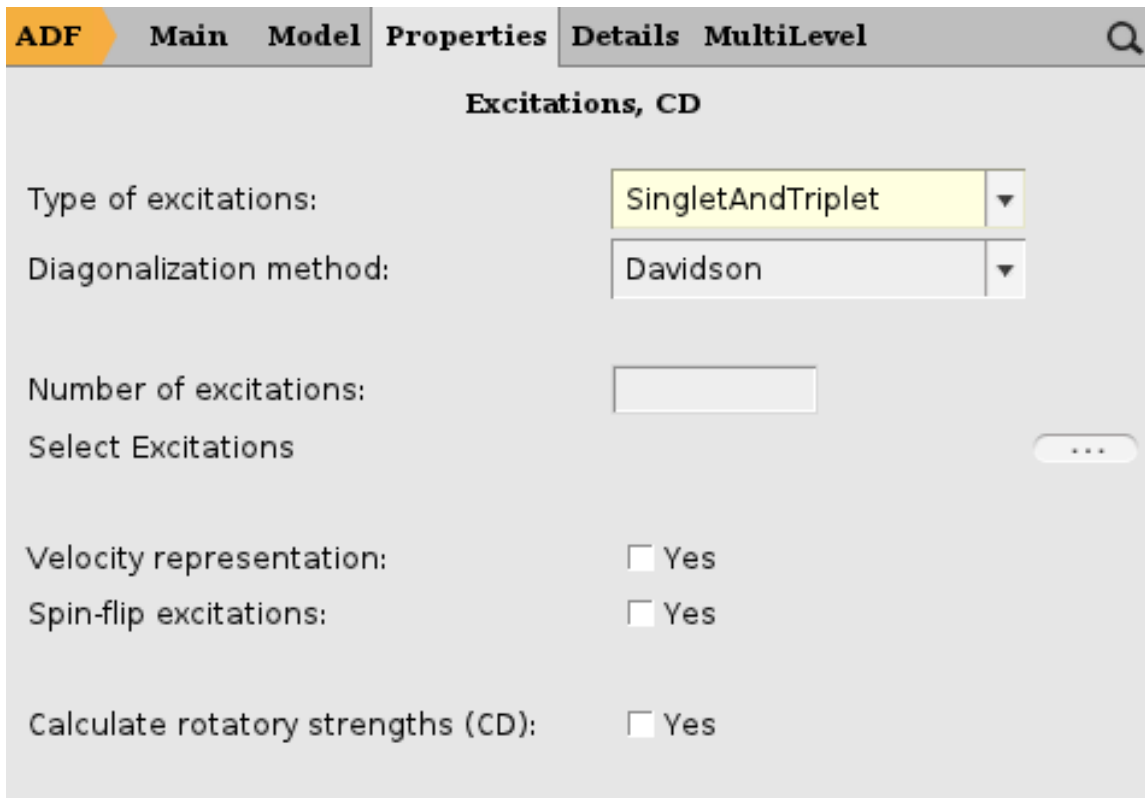 ADF Main Model Properties Details MultiLevel
Excitations, CD
Type of excitations: SingletAndTriplet
Diagonalization method: Davidson
Number of excitations:
Select Excitations ...
Velocity representation: Yes
Spin-flip excitations: Yes
Calculate rotatory strengths (CD): Yes